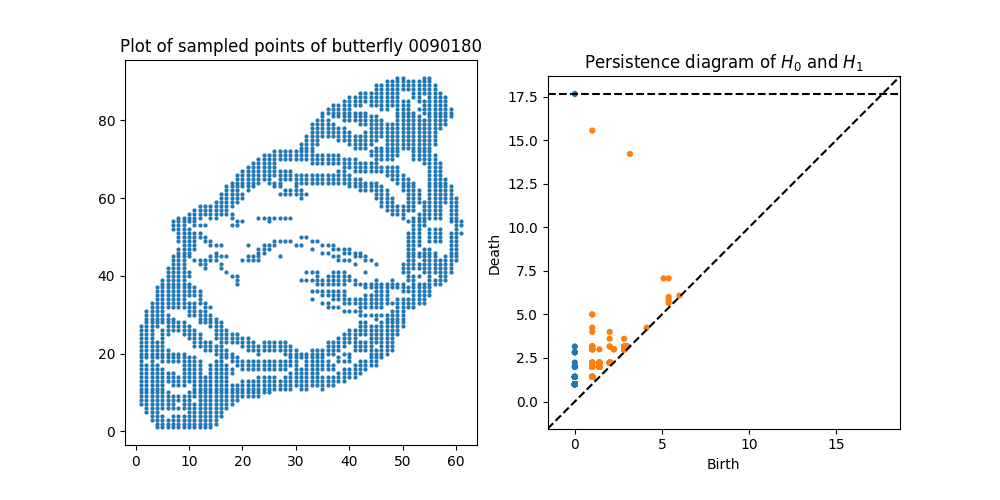 Plot of sampled points of butterfly 0090180
80
60
40
20
0
0 10 20 30 40 50 60
Persistence diagram of $H_0$ and $H_1$
17.5
15.0
12.5
10.0
7.5
5.0
2.5
0.0
Death
0 5 10 15
Birth